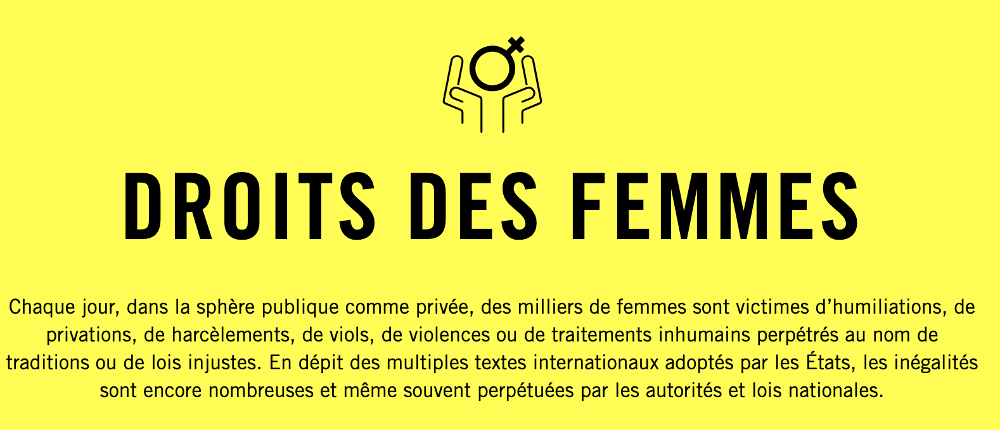 DROITS DES FEMMES
Chaque jour, dans la sphère publique comme privée, des milliers de femmes sont victimes d’humiliations, de
privations, de harcèlements, de viols, de violences ou de traitements inhumains perpétrés au nom de
traditions ou de lois injustes. En dépit des multiples textes internationaux adoptés par les États, les inégalités
sont encore nombreuses et même souvent perpétuées par les autorités et lois nationales.